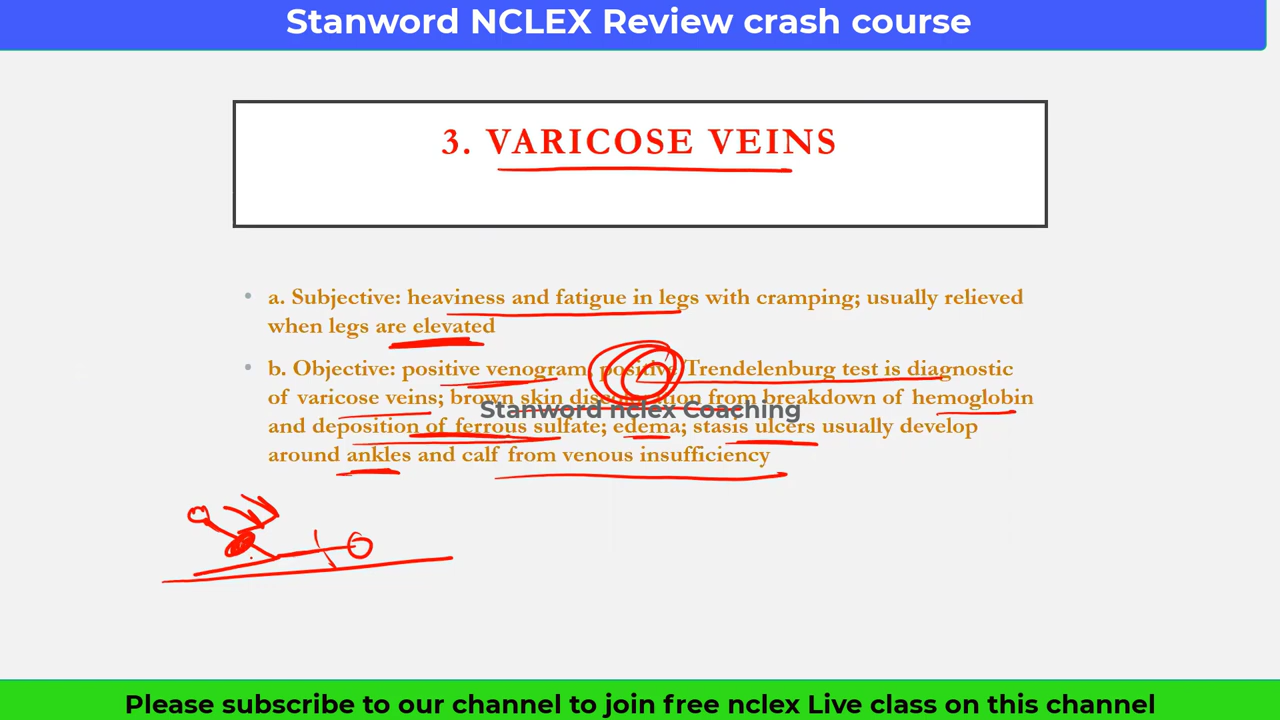 Stanword NCLEX Review crash course
3. VARICOSE VEINS
• a. Subjective: heaviness and fatigue in legs with cramping; usually relieved
when legs are elevated
• b. Objective: positive venogram, positive Trendelenburg test is diagnostic
of varicose veins; brown skin discoloration from breakdown of hemoglobin
Stanword nclex Coaching
and deposition of ferrous sulfate; edema; stasis ulcers usually develop
around ankles and calf from venous insufficiency
Please subscribe to our channel to join free nclex Live class on this channel